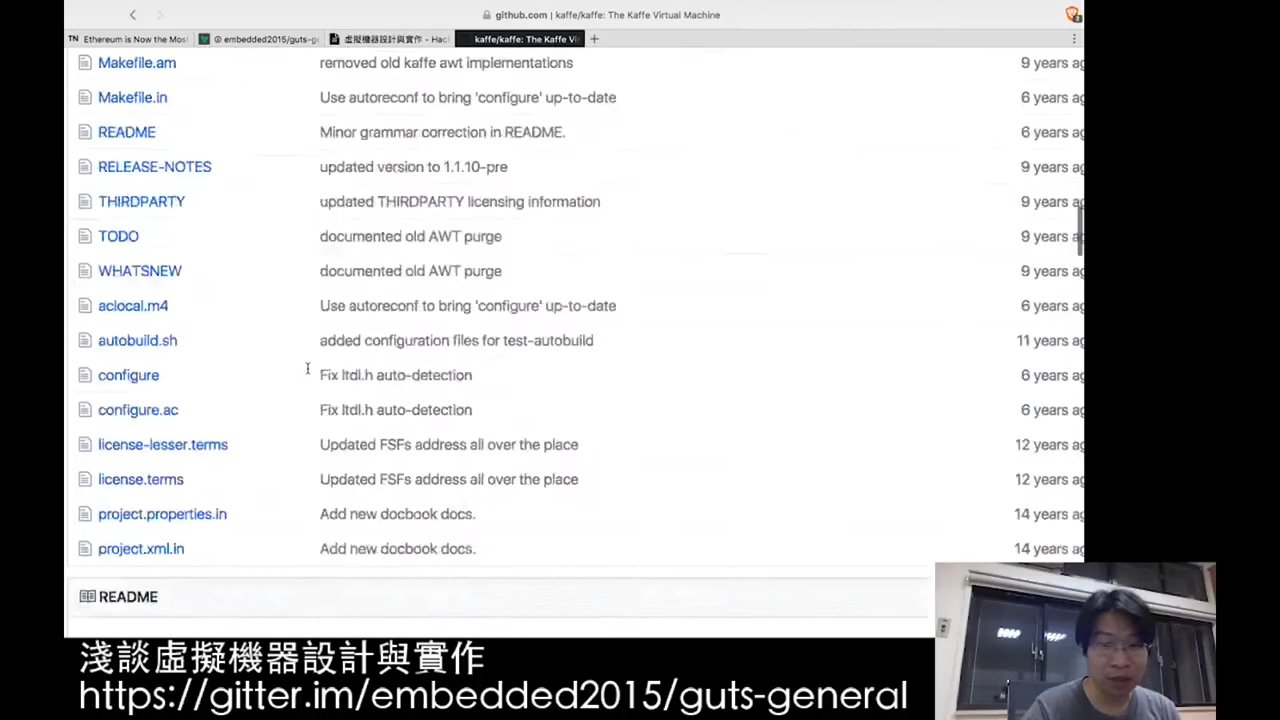 github.com | kaffe/kaffe: The Kaffe Virtual Machine
TN Ethereum is Now the Mos
embedded2015/guts-g
虛擬機器設計與實作 - Hac
kaffe/kaffe: The Kaffe Vi
Makefile.am removed old kaffe awt implementations 9 years ag
Makefile.in Use autoreconf to bring 'configure' up-to-date 6 years ag
README Minor grammar correction in README. 6 years ag
RELEASE-NOTES updated version to 1.1.10-pre 9 years ag
THIRDPARTY updated THIRDPARTY licensing information 9 years ag
TODO documented old AWT purge 9 years ag
WHATSNEW documented old AWT purge 9 years ag
aclocal.m4 Use autoreconf to bring 'configure' up-to-date 6 years ag
autobuild.sh added configuration files for test-autobuild 11 years ag
configure Fix ltdl.h auto-detection 6 years ag
configure.ac Fix ltdl.h auto-detection 6 years ag
license-lesser.terms Updated FSFs address all over the place 12 years ag
license.terms Updated FSFs address all over the place 12 years ag
project.properties.in Add new docbook docs. 14 years ag
project.xml.in Add new docbook docs. 14 years ag
README
淺談虛擬機器設計與實作
https://gitter.im/embedded2015/guts-general